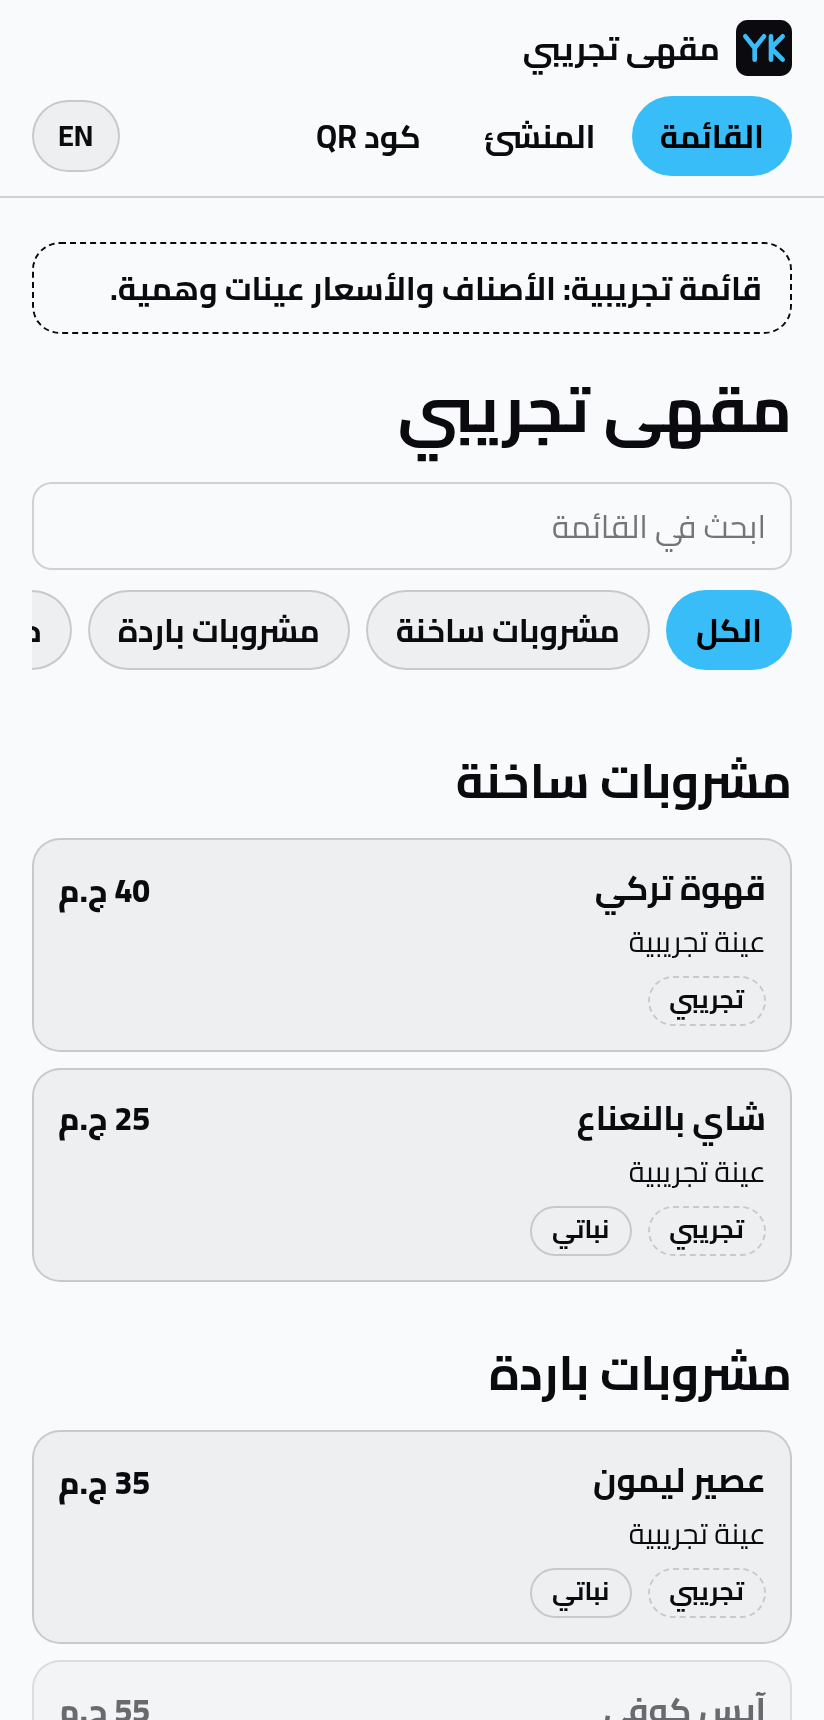 YK مقهى تجريبي
القائمة المنشئ كود QR EN
قائمة تجريبية: الأصناف والأسعار عينات وهمية.
مقهى تجريبي
ابحث في القائمة
الكل مشروبات ساخنة مشروبات باردة
مشروبات ساخنة
قهوة تركي 40 ج.م
عينة تجريبية
تجريبي
شاي بالنعناع 25 ج.م
عينة تجريبية
تجريبي نباتي
مشروبات باردة
عصير ليمون 35 ج.م
عينة تجريبية
تجريبي نباتي
آيس كوفي 55 ج.م